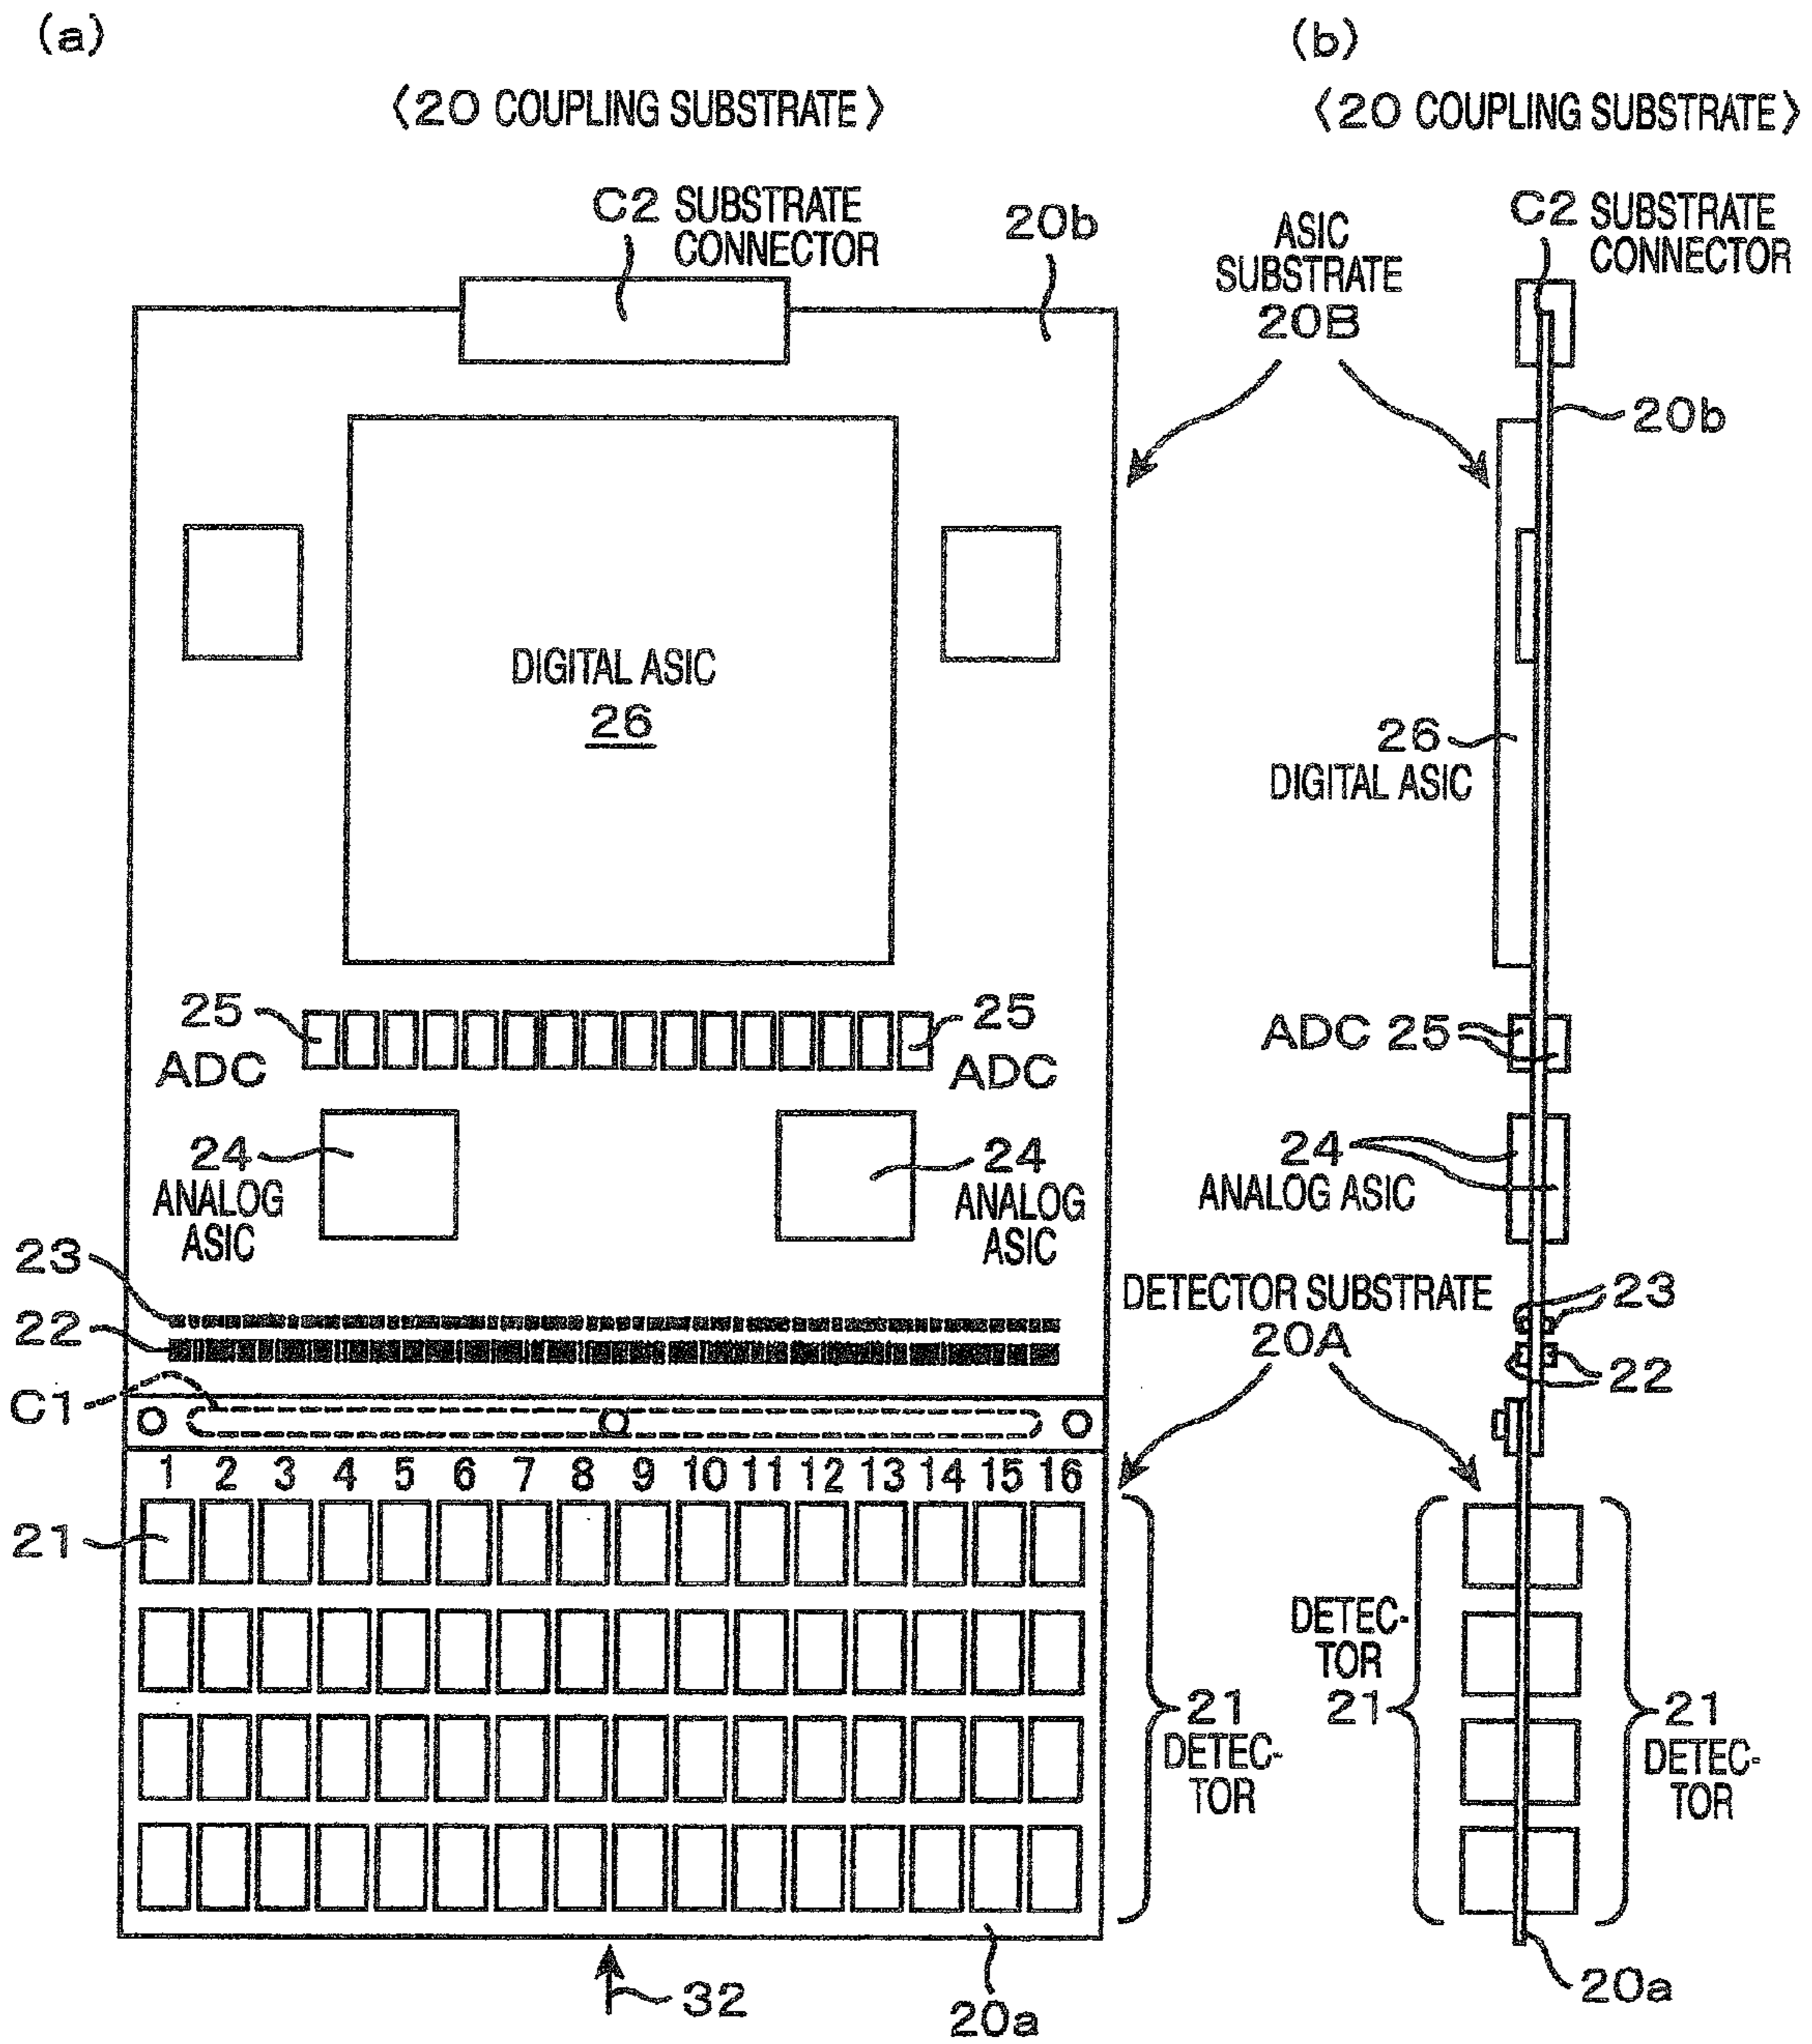 (a)
〈20 COUPLING SUBSTRATE〉
C2 SUBSTRATE
CONNECTOR
20b
DIGITAL ASIC
26
25
ADC
25
ADC
24
ANALOG
ASIC
24
ANALOG
ASIC
23
22
C1
1 2 3 4 5 6 7 8 9 10 11 12 13 14 15 16
21
21
DETEC-
TOR
32
20a
ASIC
SUBSTRATE
20B
DETECTOR SUBSTRATE
20A
(b)
〈20 COUPLING SUBSTRATE〉
C2 SUBSTRATE
CONNECTOR
20b
26
DIGITAL ASIC
ADC 25
24
ANALOG ASIC
23
22
DETEC-
TOR
21
21
DETEC-
TOR
20a